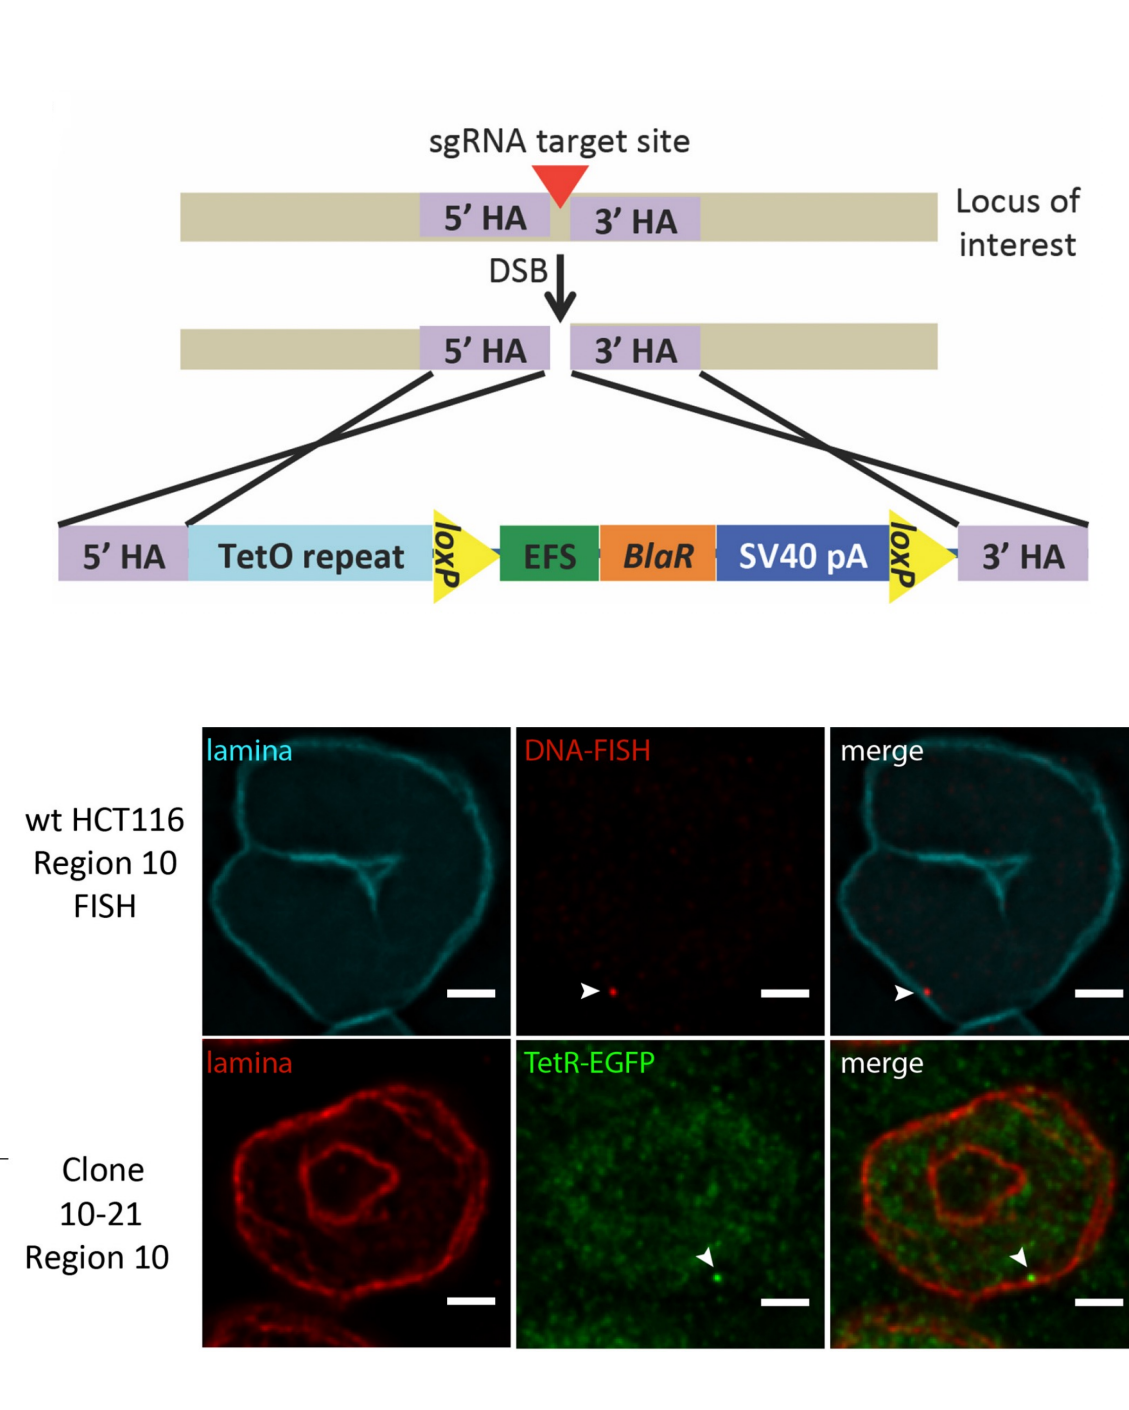 sgRNA target site
5’ HA
3’ HA
Locus of
interest
DSB
5’ HA
3’ HA
5’ HA
TetO repeat
loxP
EFS
BlaR
SV40 pA
loxP
3’ HA
wt HCT116
Region 10
FISH
lamina
DNA-FISH
merge
Clone
10-21
Region 10
lamina
TetR-EGFP
merge